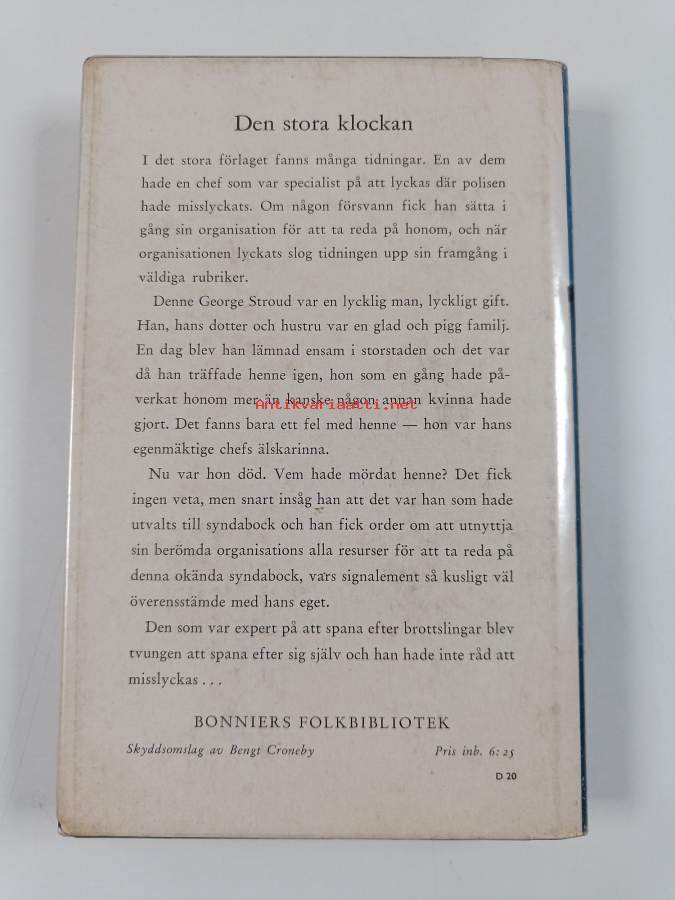 Den stora klockan
I det stora förlaget fanns många tidningar. En av dem
hade en chef som var specialist på att lyckas där polisen
hade misslyckats. Om någon försvann fick han sätta i
gång sin organisation för att ta reda på honom, och när
organisationen lyckats slog tidningen upp sin framgång i
väldiga rubriker.
Denne George Stroud var en lycklig man, lyckligt gift.
Han, hans dotter och hustru var en glad och pigg familj.
En dag blev han lämnad ensam i storstaden och det var
då han träffade henne igen, hon som en gång hade på-
verkat honom mer än kanske någon annan kvinna hade
Antikvariaatti.net
gjort. Det fanns bara ett fel med henne — hon var hans
egenmäktige chefs älskarinna.
Nu var hon död. Vem hade mördat henne? Det fick
ingen veta, men snart insåg han att det var han som hade
utvalts till syndabock och han fick order om att utnyttja
sin berömda organisations alla resurser för att ta reda på
denna okända syndabock, vars signalement så kusligt väl
överensstämde med hans eget.
Den som var expert på att spana efter brottslingar blev
tvungen att spana efter sig själv och han hade inte råd att
misslyckas . . .
BONNIERS FOLKBIBLIOTEK
Skyddsomslag av Bengt Croneby Pris inb. 6: 25
D 20